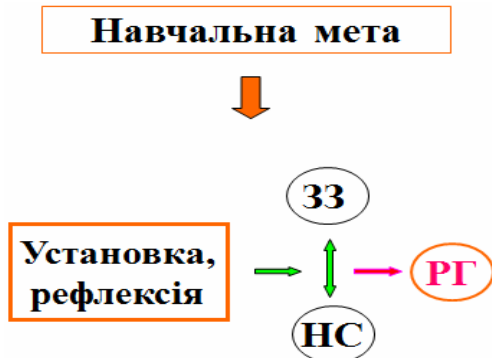 Навчальна мета
ЗЗ
Установка,
рефлексія
РГ
НС